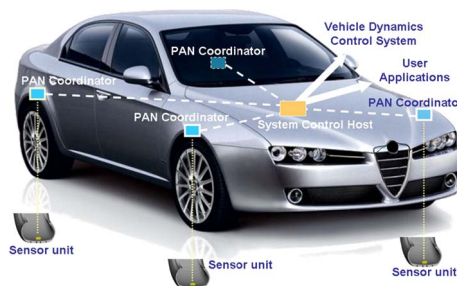 Vehicle Dynamics
Control System
PAN Coordinator
User
Applications
PAN Coordinator
PAN Coordinato
PAN Coordinator
System Control Host
Sensor unit
Sensor unit
Sensor unit